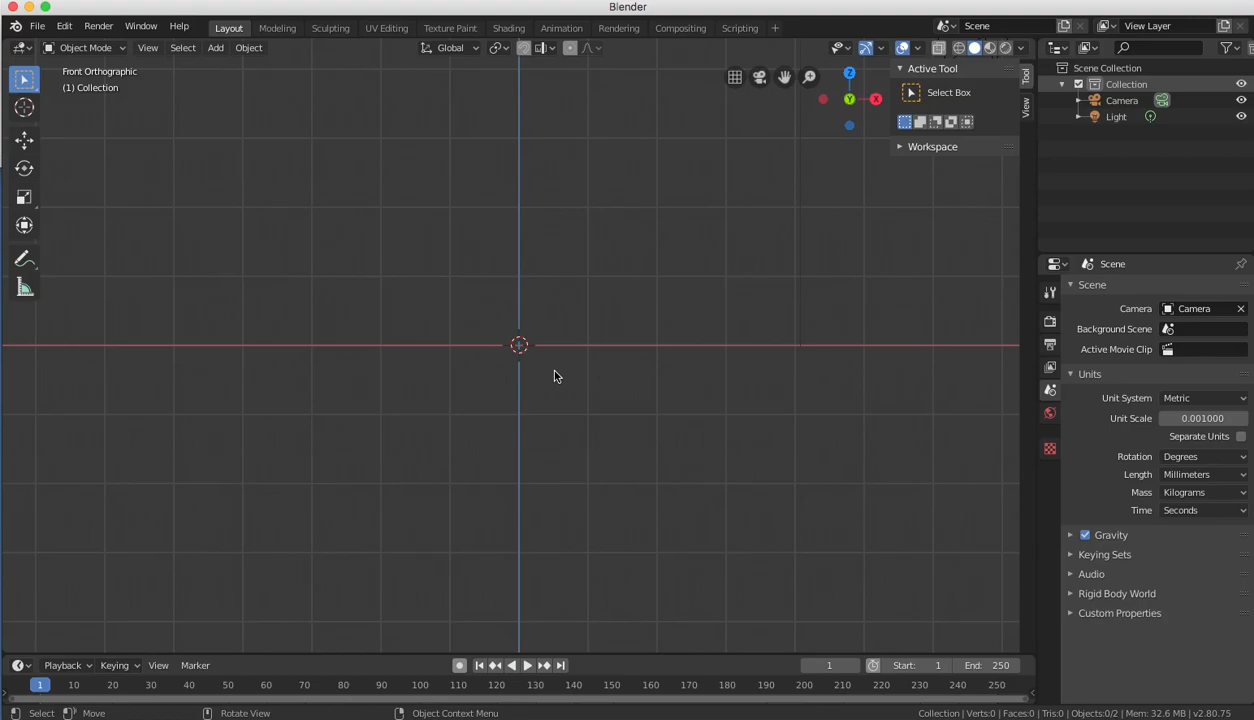 Blender
File Edit Render Window Help Layout Modeling Sculpting UV Editing Texture Paint Shading Animation Rendering Compositing Scripting + Scene View Layer
Object Mode View Select Add Object Global
Front Orthographic
(1) Collection
Z
Y
X
Active Tool
Select Box
Workspace
Tool
View
Scene Collection
Collection
Camera
Light
Scene
Scene
Camera Camera
Background Scene
Active Movie Clip
Units
Unit System Metric
Unit Scale 0.001000
Separate Units
Rotation Degrees
Length Millimeters
Mass Kilograms
Time Seconds
Gravity
Keying Sets
Audio
Rigid Body World
Custom Properties
Playback Keying View Marker 1 Start: 1 End: 250
1 10 20 30 40 50 60 70 80 90 100 110 120 130 140 150 160 170 180 190 200 210 220 230 240 250
Select Move Rotate View Object Context Menu Collection | Verts:0 | Faces:0 | Tris:0 | Objects:0/2 | Mem: 32.6 MB | v2.80.75